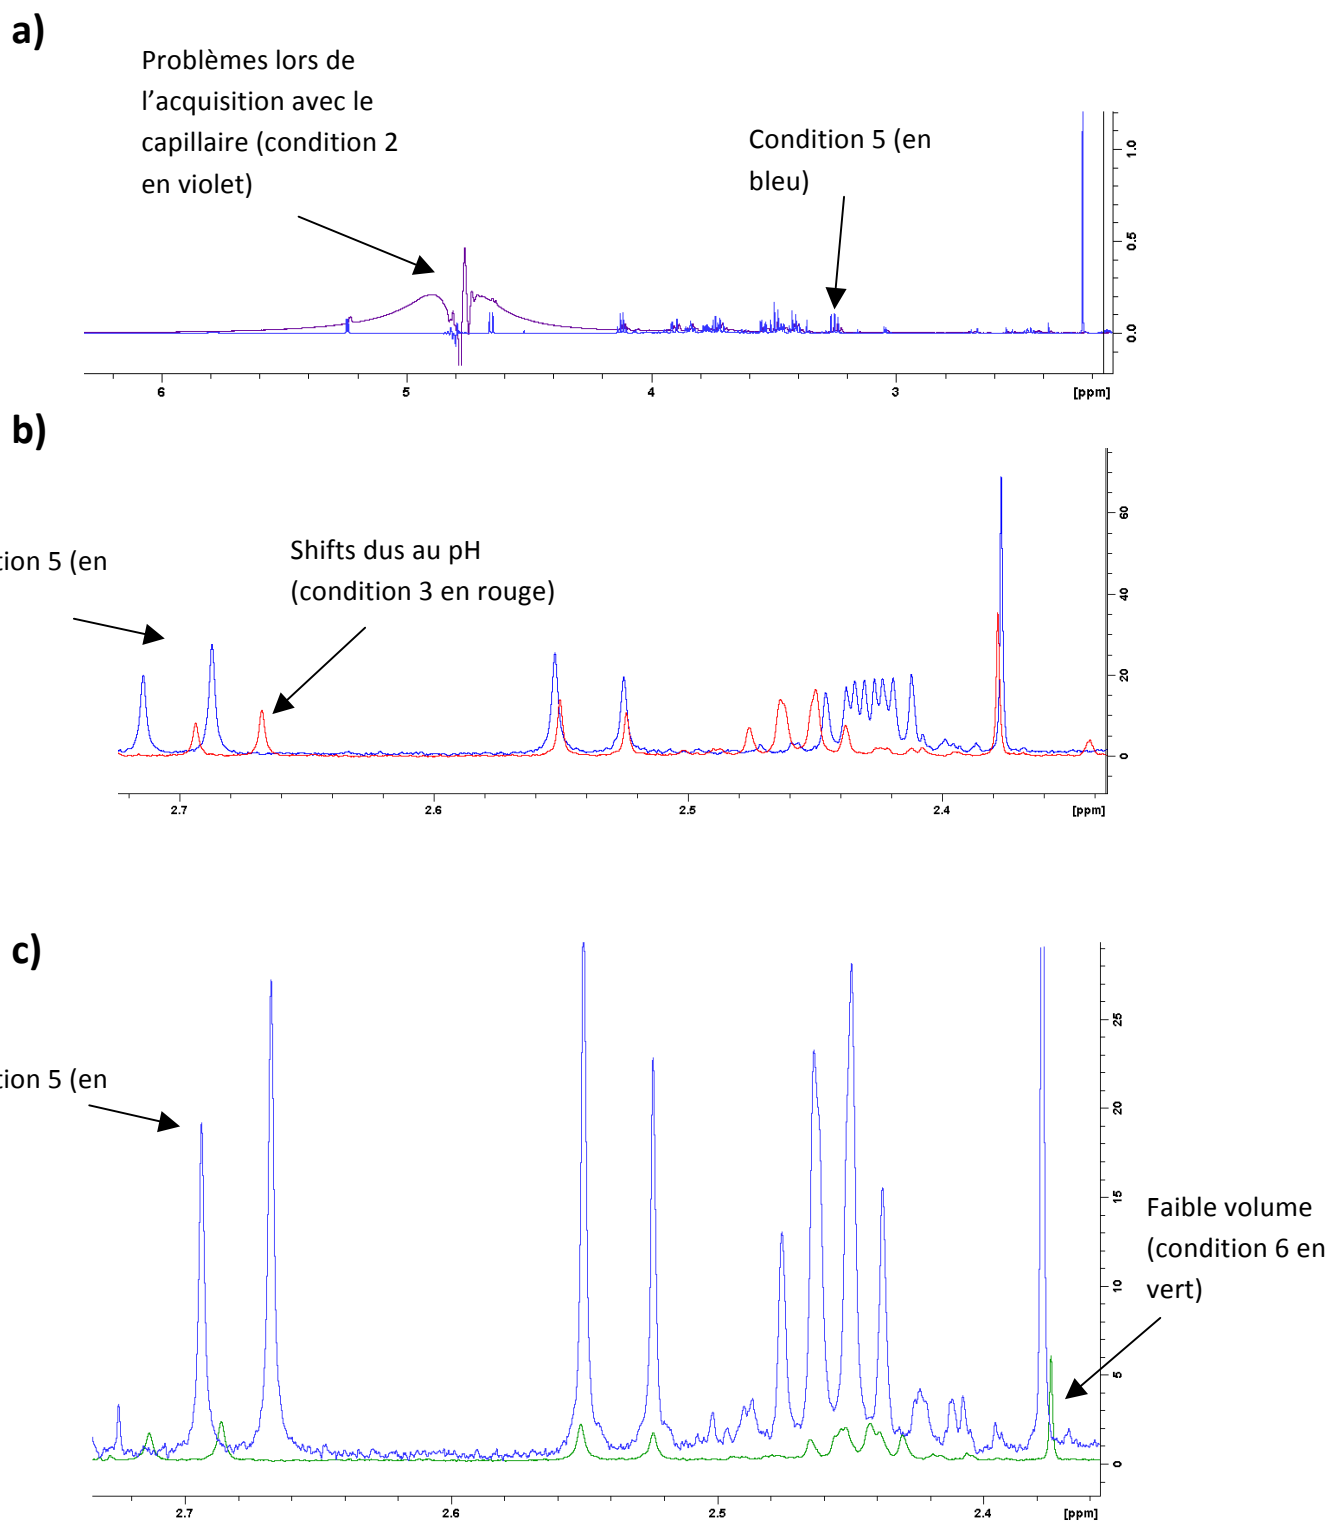 a)
Problèmes lors de
l’acquisition avec le
capillaire (condition 2
en violet)
Condition 5 (en
bleu)
1.0
0.5
0.0
6
5
4
3
[ppm]
b)
tion 5 (en
Shifts dus au pH
(condition 3 en rouge)
60
40
20
0
2.7
2.6
2.5
2.4
[ppm]
c)
tion 5 (en
Faible volume
(condition 6 en
vert)
25
20
15
10
5
0
2.7
2.6
2.5
2.4
[ppm]